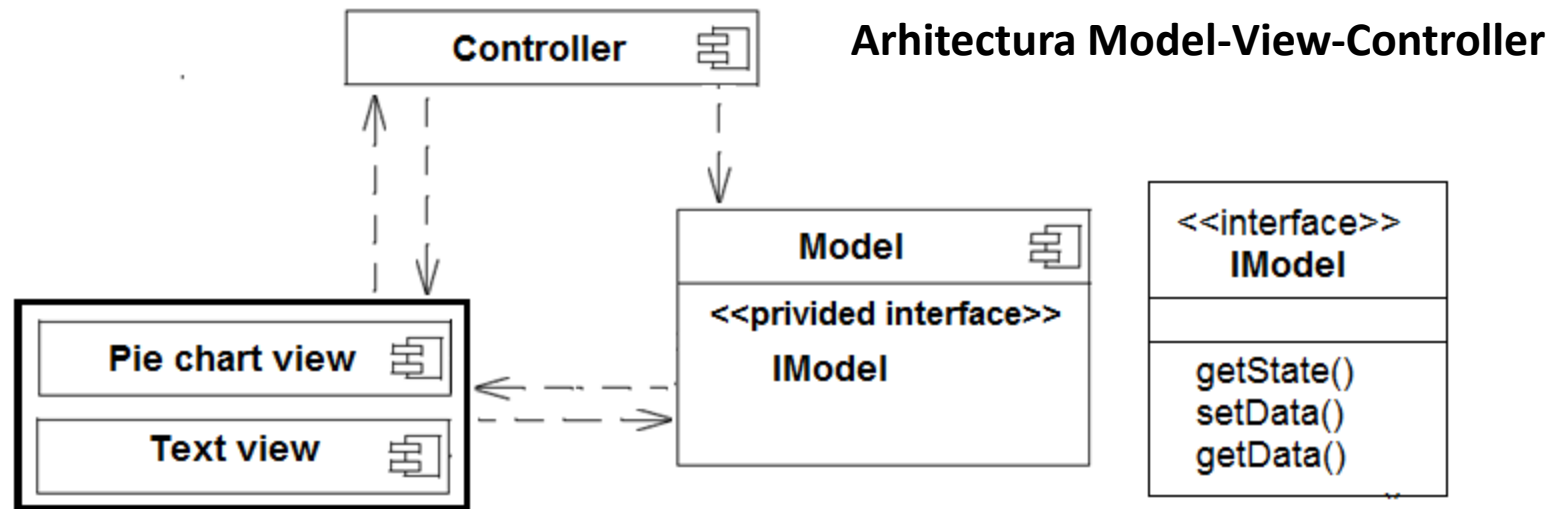 Arhitectura Model-View-Controller
Controller
Model
<<privided interface>>
IModel
Pie chart view
Text view
<<interface>>
IModel
getState()
setData()
getData()